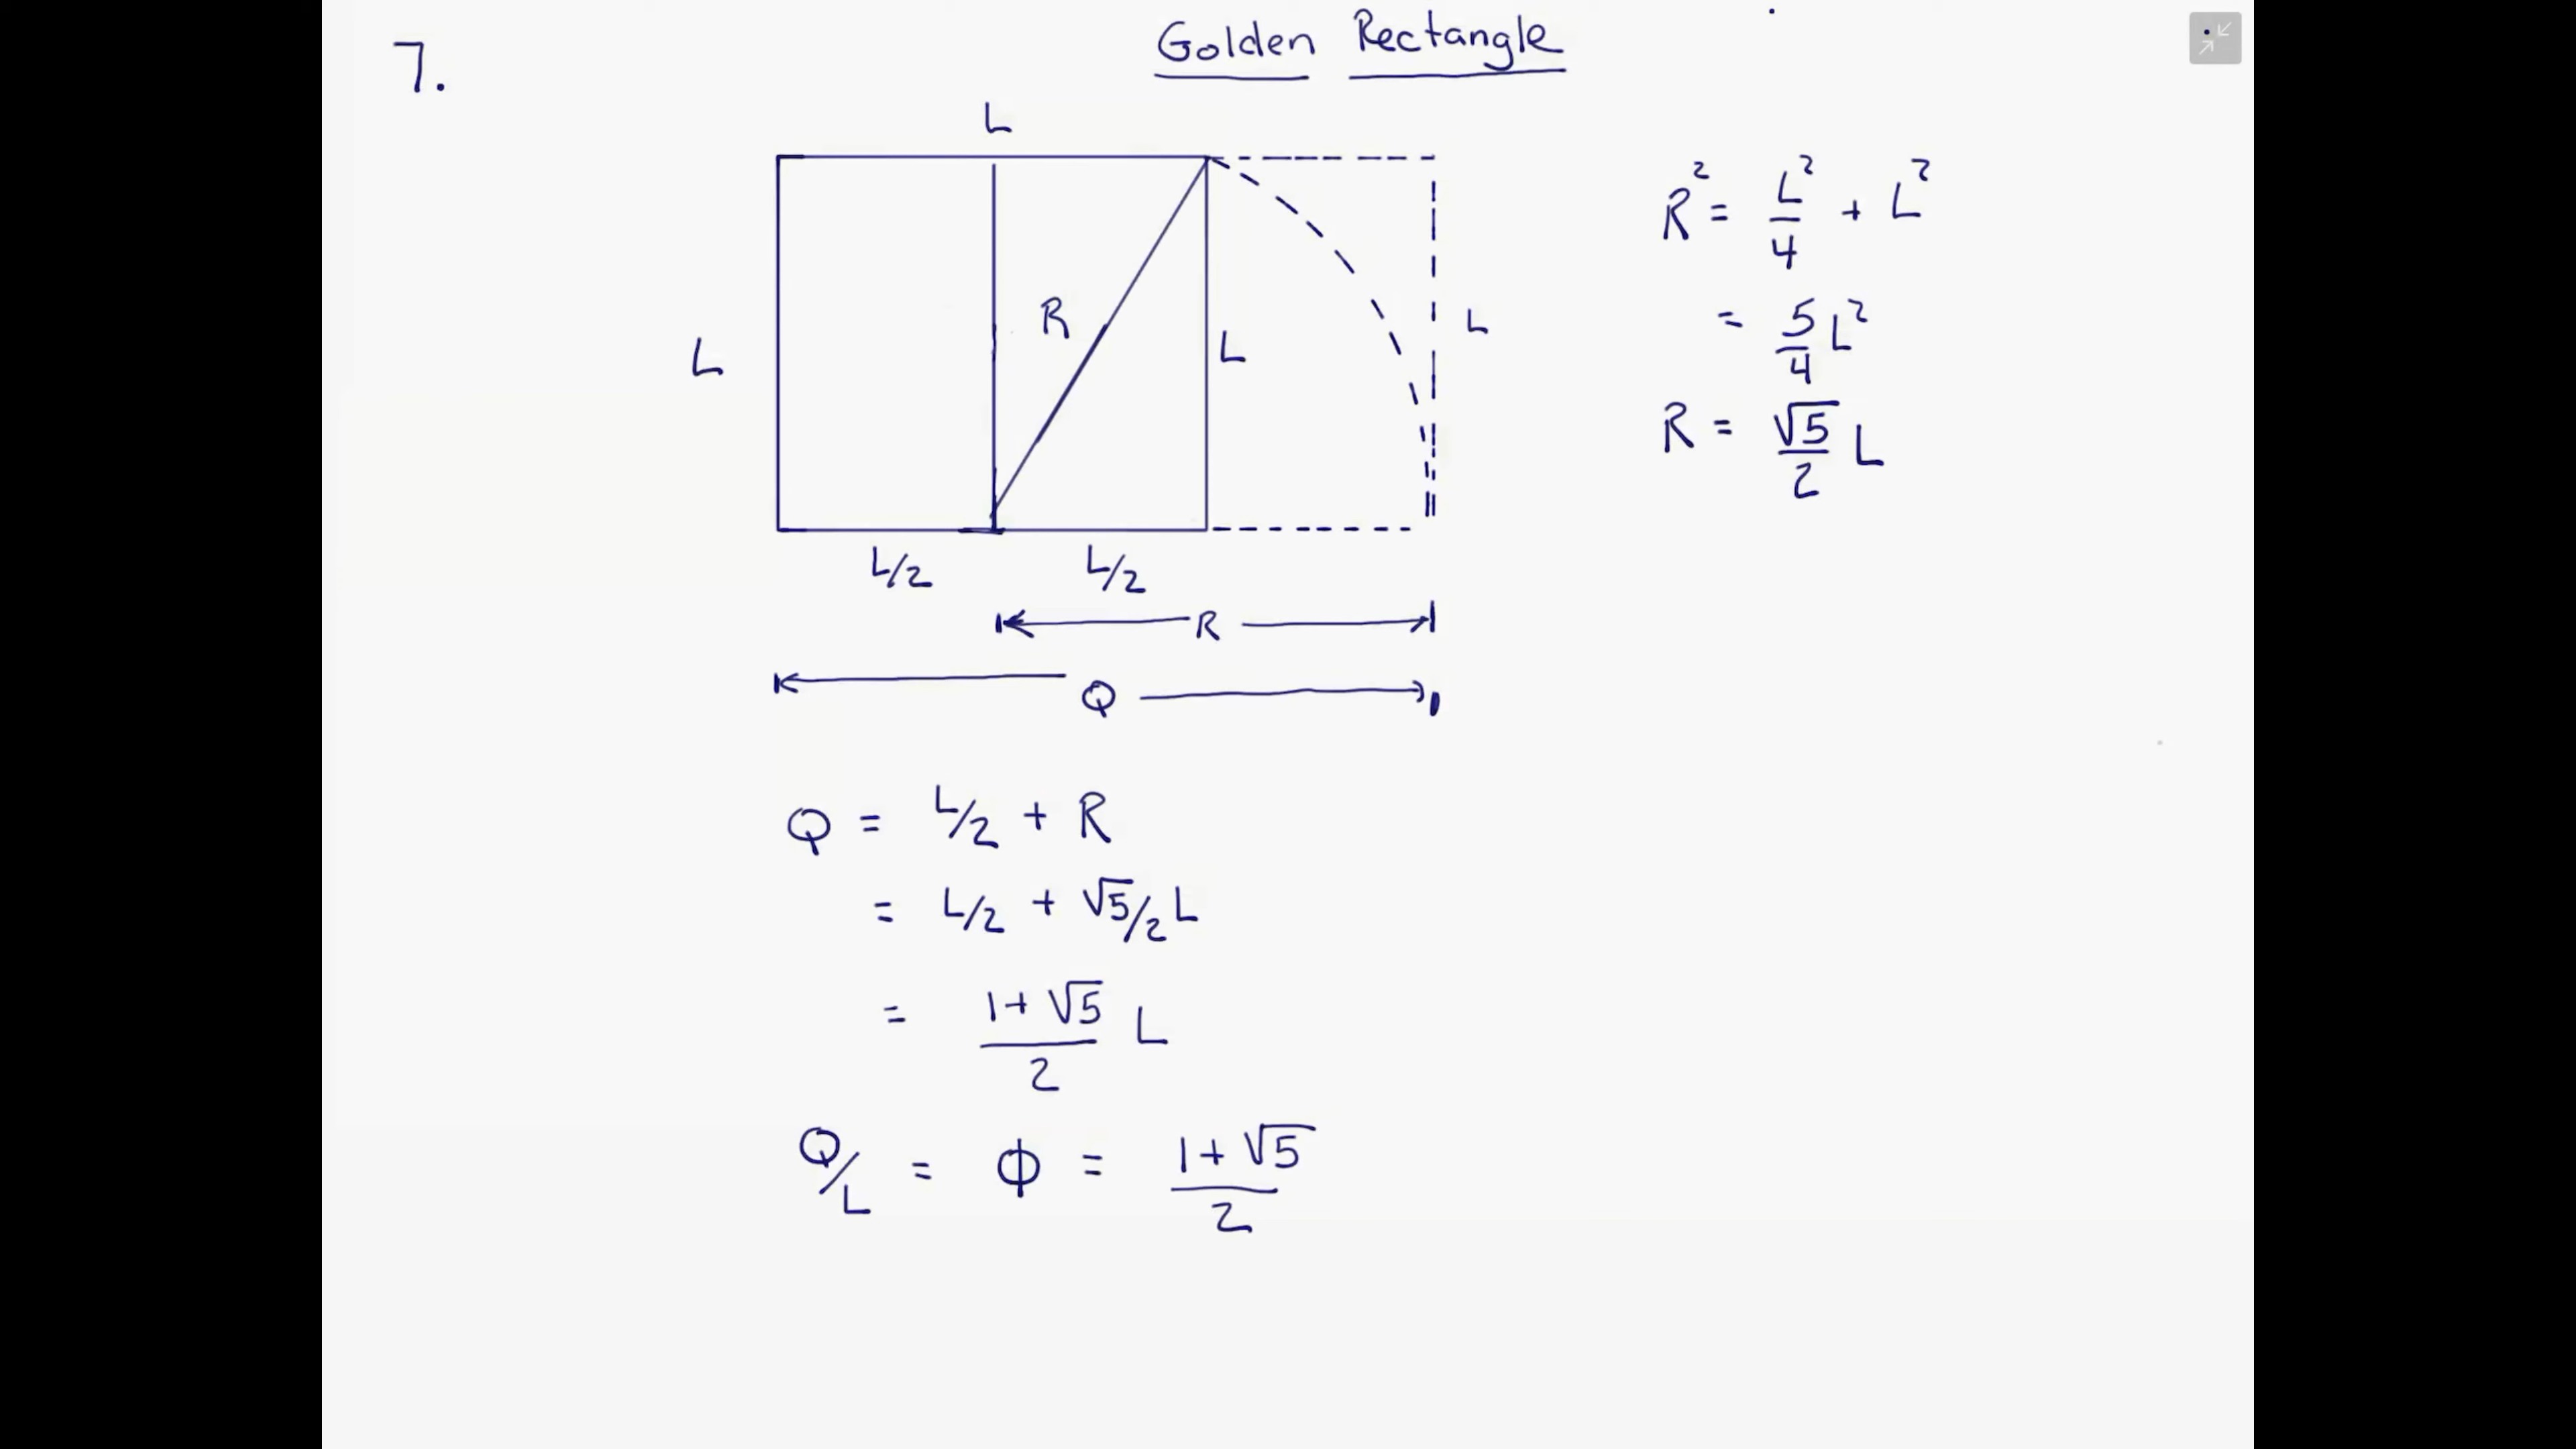 7.
Golden Rectangle
L
L
R
L
L
L/2
L/2
R
Q
R² = L²/4 + L²
= 5/4 L²
R = √5/2 L
Q = L/2 + R
= L/2 + √5/2 L
= 1+√5/2 L
Q/L = Φ = 1+√5/2